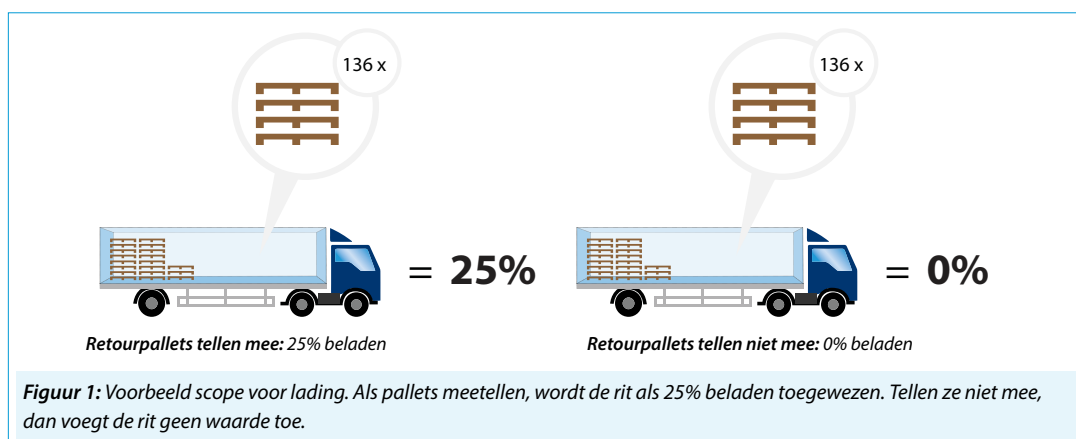 136 x
136 x
= 25%
= 0%
Retourpallets tellen mee: 25% beladen
Retourpallets tellen niet mee: 0% beladen
Figuur 1: Voorbeeld scope voor lading. Als pallets meetellen, wordt de rit als 25% beladen toegewezen. Tellen ze niet mee,
dan voegt de rit geen waarde toe.